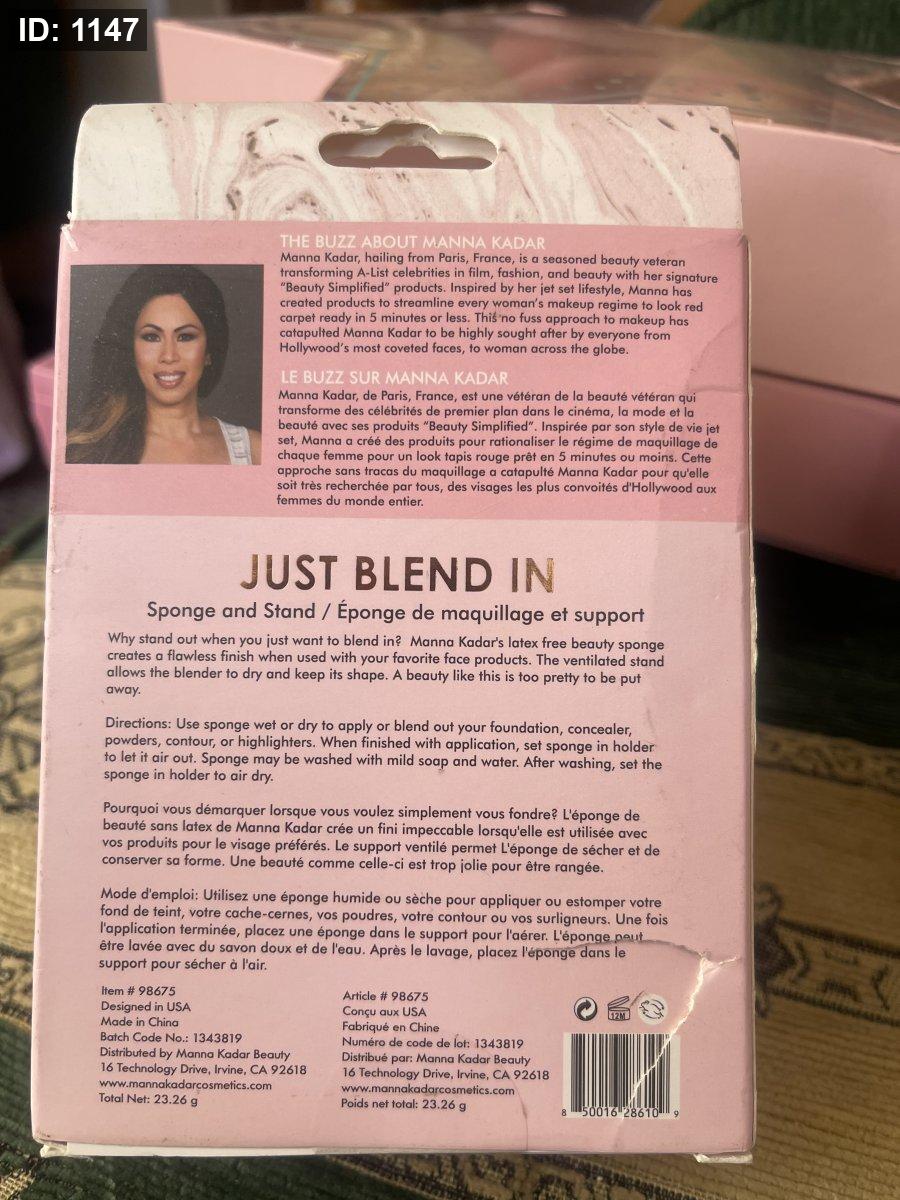 ID: 1147
THE BUZZ ABOUT MANNA KADAR
Manna Kadar, hailing from Paris, France, is a seasoned beauty veteran
transforming A-List celebrities in film, fashion, and beauty with her signature
"Beauty Simplified" products. Inspired by her jet set lifestyle, Manna has
created products to streamline every woman's makeup regime to look red
carpet ready in 5 minutes or less. This no fuss approach to makeup has
catapulted Manna Kadar to be highly sought after by everyone from
Hollywood's most coveted faces, to woman across the globe.
LE BUZZ SUR MANNA KADAR
Manna Kadar, de Paris, France, est une vétéran de la beauté vétéran qui
transforme des célébrités de premier plan dans le cinéma, la mode et la
beauté avec ses produits "Beauty Simplified". Inspirée par son style de vie jet
set, Manna a créé des produits pour rationaliser le régime de maquillage de
chaque femme pour un look tapis rouge prêt en 5 minutes ou moins. Cette
approche sans tracas du maquillage a catapulté Manna Kadar pour qu'elle
soit très recherchée par tous, des visages les plus convoités d'Hollywood aux
femmes du monde entier.
JUST BLEND IN
Sponge and Stand / Éponge de maquillage et support
Why stand out when you just want to blend in? Manna Kadar's latex free beauty sponge
creates a flawless finish when used with your favorite face products. The ventilated stand
allows the blender to dry and keep its shape. A beauty like this is too pretty to be put
away.
Directions: Use sponge wet or dry to apply or blend out your foundation, concealer,
powders, contour, or highlighters. When finished with application, set sponge in holder
to let it air out. Sponge may be washed with mild soap and water. After washing, set the
sponge in holder to air dry.
Pourquoi vous démarquer lorsque vous voulez simplement vous fondre? L'éponge de
beauté sans latex de Manna Kadar crée un fini impeccable lorsqu'elle est utilisée avec
vos produits pour le visage préférés. Le support ventilé permet L'éponge de sécher et de
conserver sa forme. Une beauté comme celle-ci est trop jolie pour être rangée.
Mode d'emploi: Utilisez une éponge humide ou sèche pour appliquer ou estomper votre
fond de teint, votre cache-cernes, vos poudres, votre contour ou vos surligneurs. Une fois
l'application terminée, placez une éponge dans le support pour l'aérer. L'éponge peut
être lavée avec du savon doux et de l'eau. Après le lavage, placez l'éponge dans le
support pour sécher à l'air.
Item # 98675
Designed in USA
Made in China
Batch Code No.: 1343819
Distributed by Manna Kadar Beauty
16 Technology Drive, Irvine, CA 92618
www.mannakadarcosmetics.com
Total Net: 23.26 g
Article # 98675
Conçu aux USA
Fabriqué en Chine
Numéro de code de lot: 1343819
Distribué par: Manna Kadar Beauty
16 Technology Drive, Irvine, CA 92618
www.mannakadarcosmetics.com
Poids net total: 23.26 g
12M
8 50016 28610 9